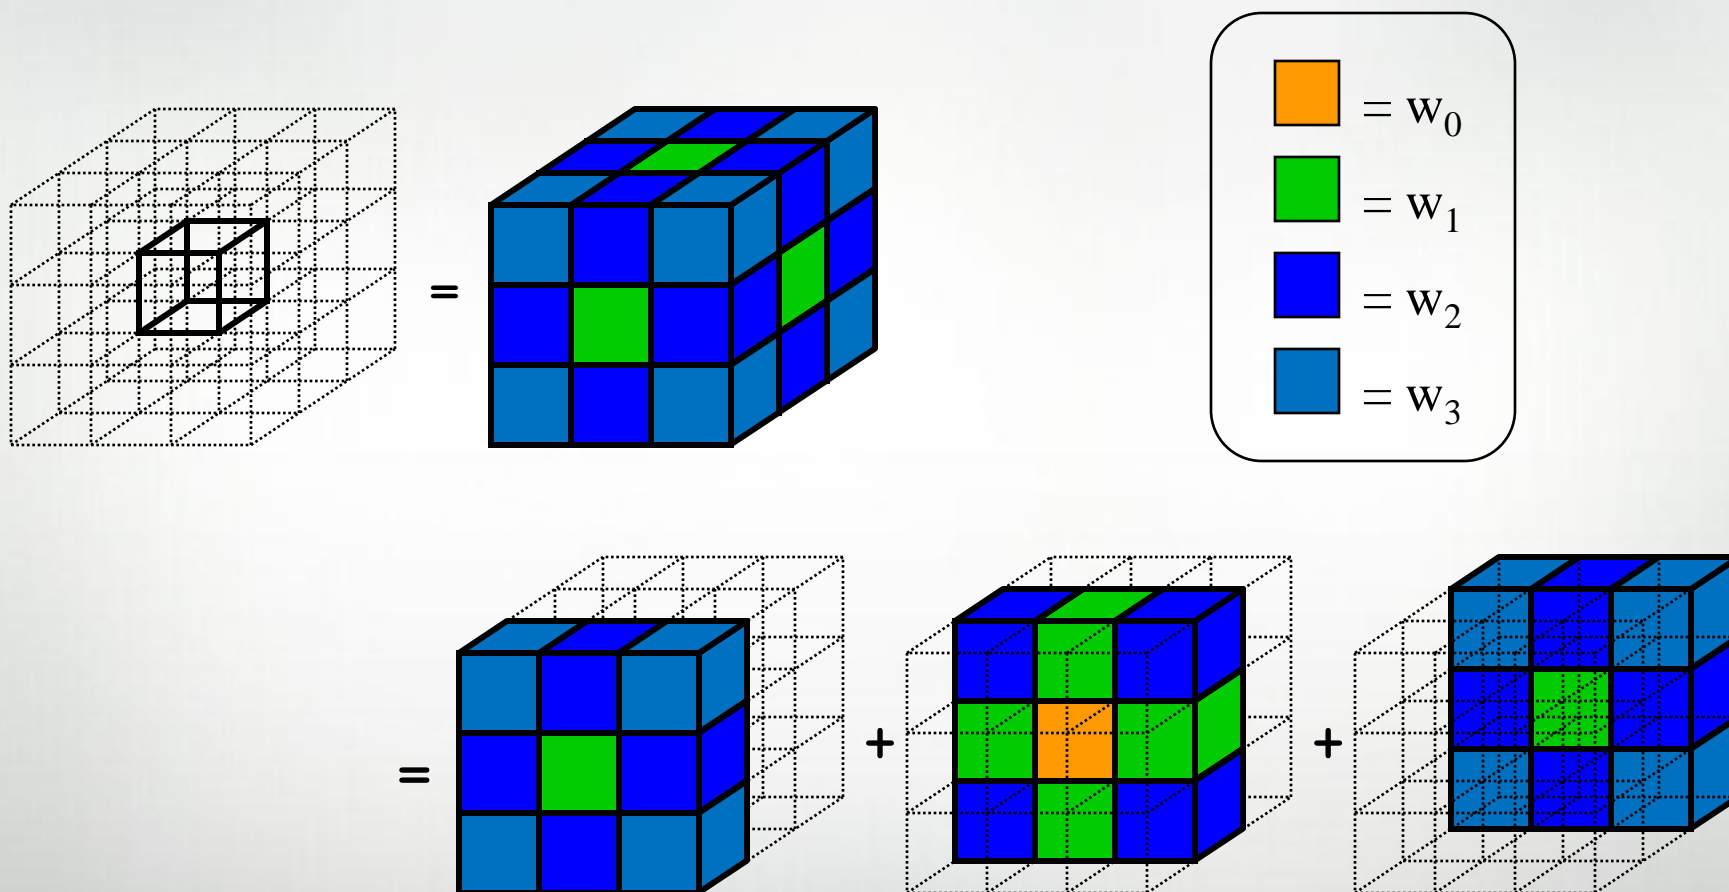 = w₀
= w₁
=
= w₂
= w₃
=
+
+